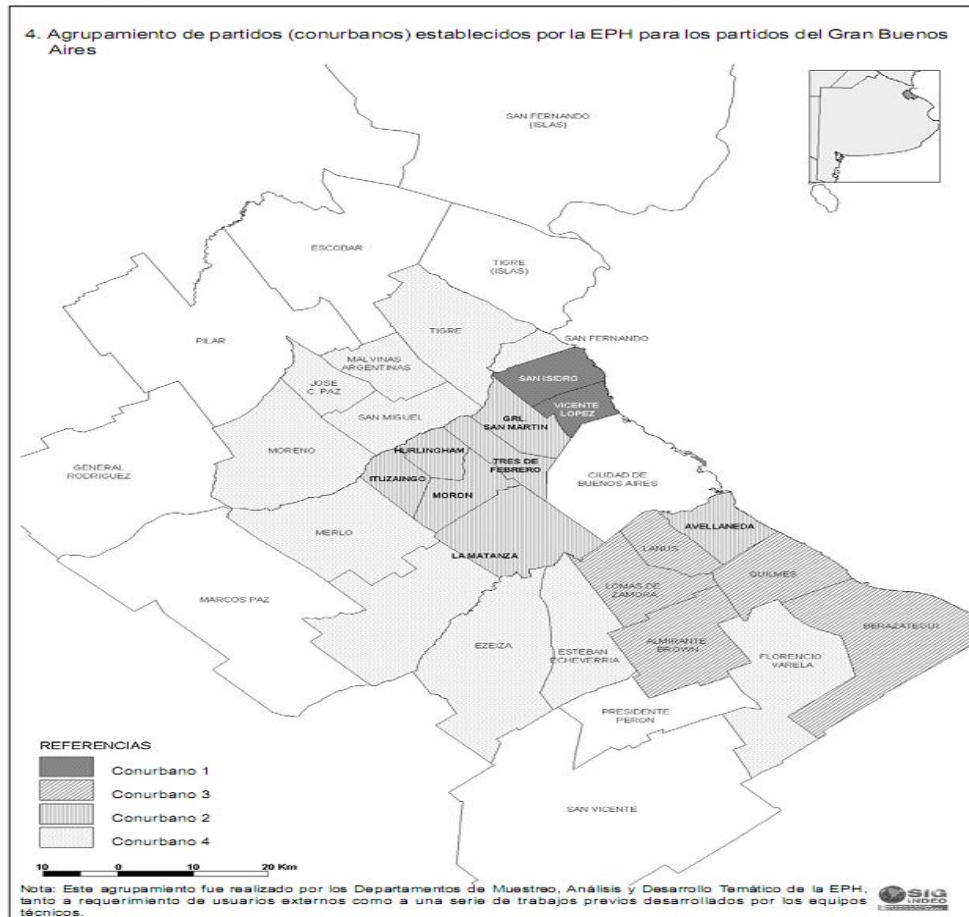 4. Agrupamiento de partidos (conurbanos) establecidos por la EPH para los partidos del Gran Buenos
Aires
SAN FERNANDO
(ISLAS)
ESCOBAR
TIGRE
(ISLAS)
PILAR
TIGRE
SAN FERNANDO
MALVINAS
ARGENTINAS
JOSE
C. PAZ
SAN ISIDRO
VICENTE
LOPEZ
SAN MIGUEL
GRL.
SAN MARTIN
MORENO
HURLINGHAM
TRES DE
FEBRERO
GENERAL
RODRIGUEZ
ITUZAINGO
CIUDAD DE
BUENOS AIRES
MORON
AVELLANEDA
MERLO
LANUS
LA MATANZA
QUILMES
LOMAS DE
ZAMORA
MARCOS PAZ
BERAZATEGUI
EZEIZA
ESTEBAN
ECHEVERRIA
ALMIRANTE
BROWN
FLORENCIO
VARELA
PRESIDENTE
PERON
SAN VICENTE
REFERENCIAS
Conurbano 1
Conurbano 3
Conurbano 2
Conurbano 4
10 0 10 20 Km
Nota: Este agrupamiento fue realizado por los Departamentos de Muestreo, Análisis y Desarrollo Temático de la EPH,
tanto a requerimiento de usuarios externos como a una serie de trabajos previos desarrollados por los equipos
técnicos.
SIG
INDEC